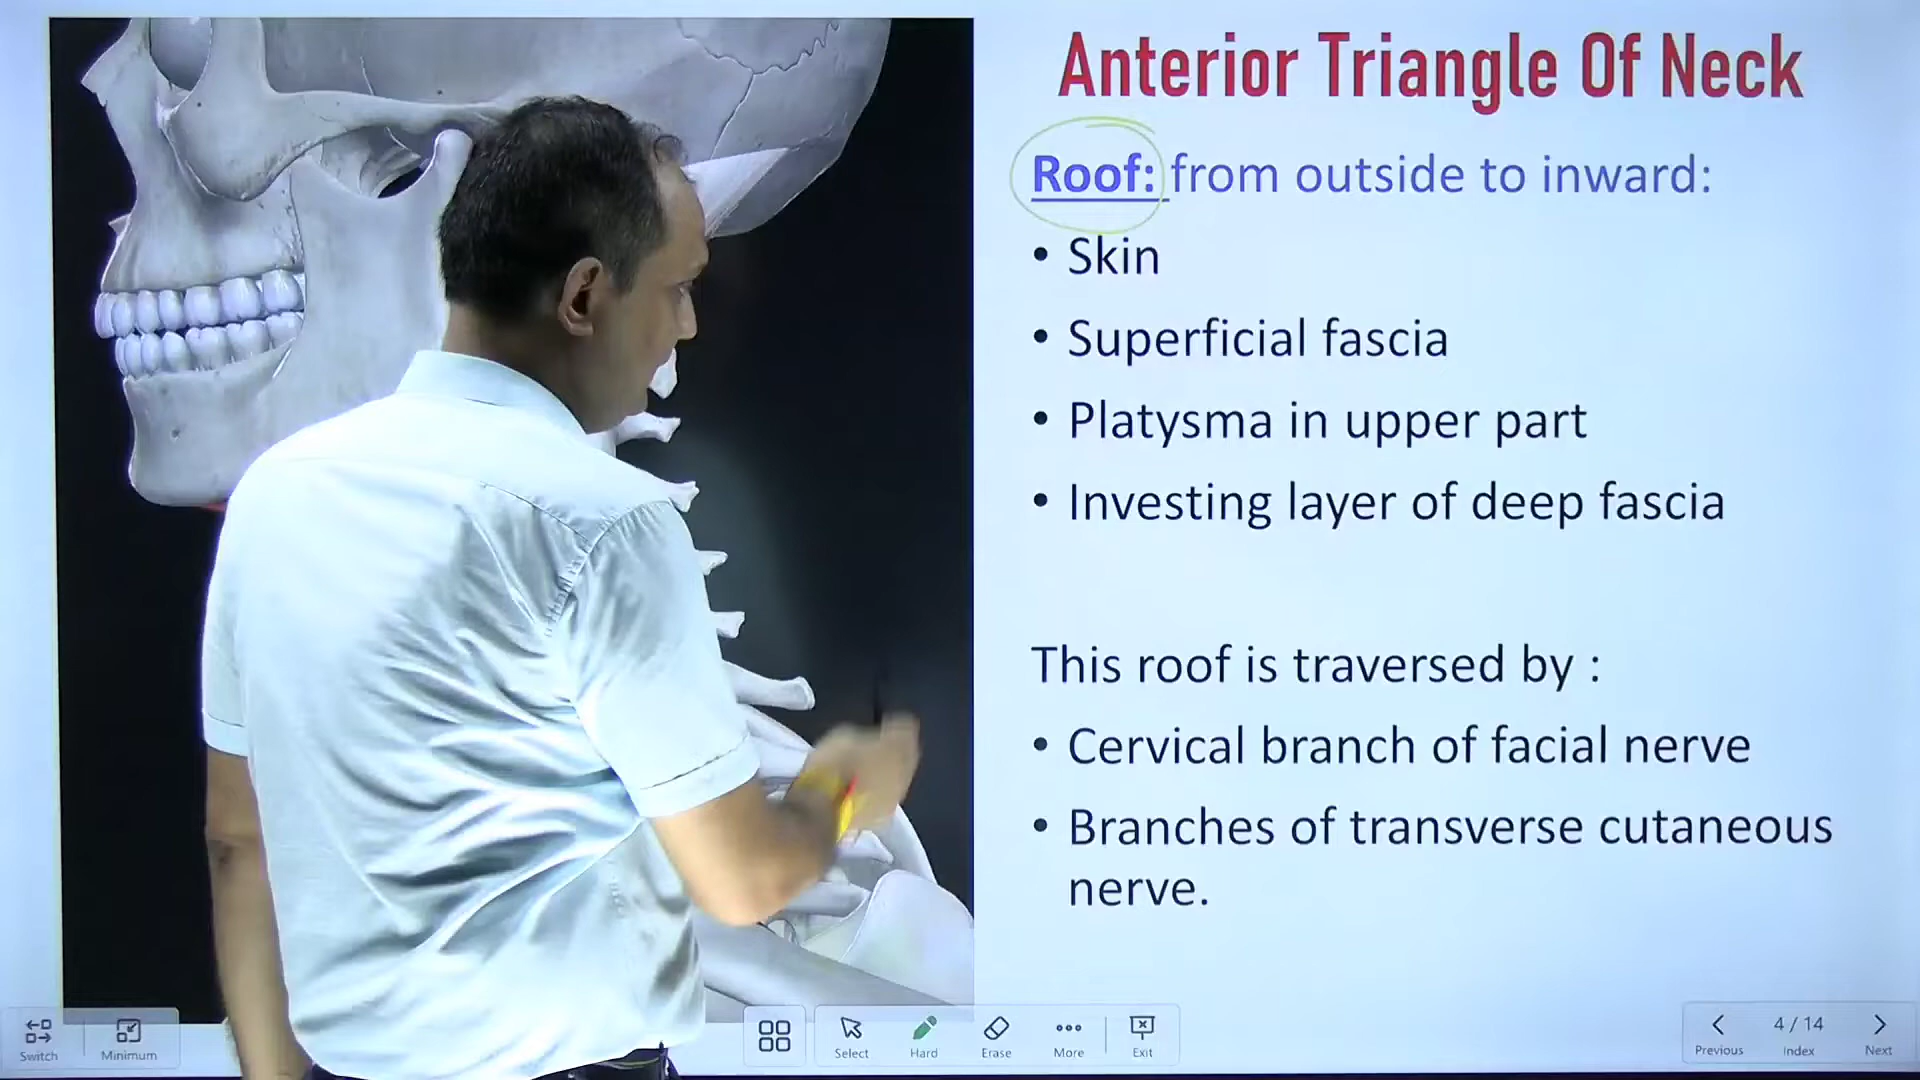 Anterior Triangle Of Neck
Roof: from outside to inward:
• Skin
• Superficial fascia
• Platysma in upper part
• Investing layer of deep fascia
This roof is traversed by :
• Cervical branch of facial nerve
• Branches of transverse cutaneous
nerve.
Switch
Minimum
Select
Hard
Erase
More
Exit
Previous
4 / 14
Index
Next